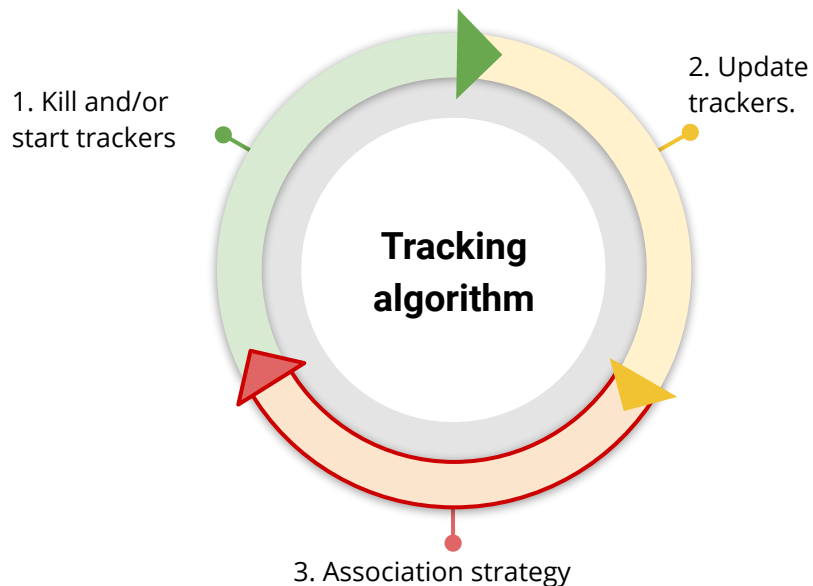 1. Kill and/or
start trackers
2. Update
trackers.
Tracking
algorithm
3. Association strategy